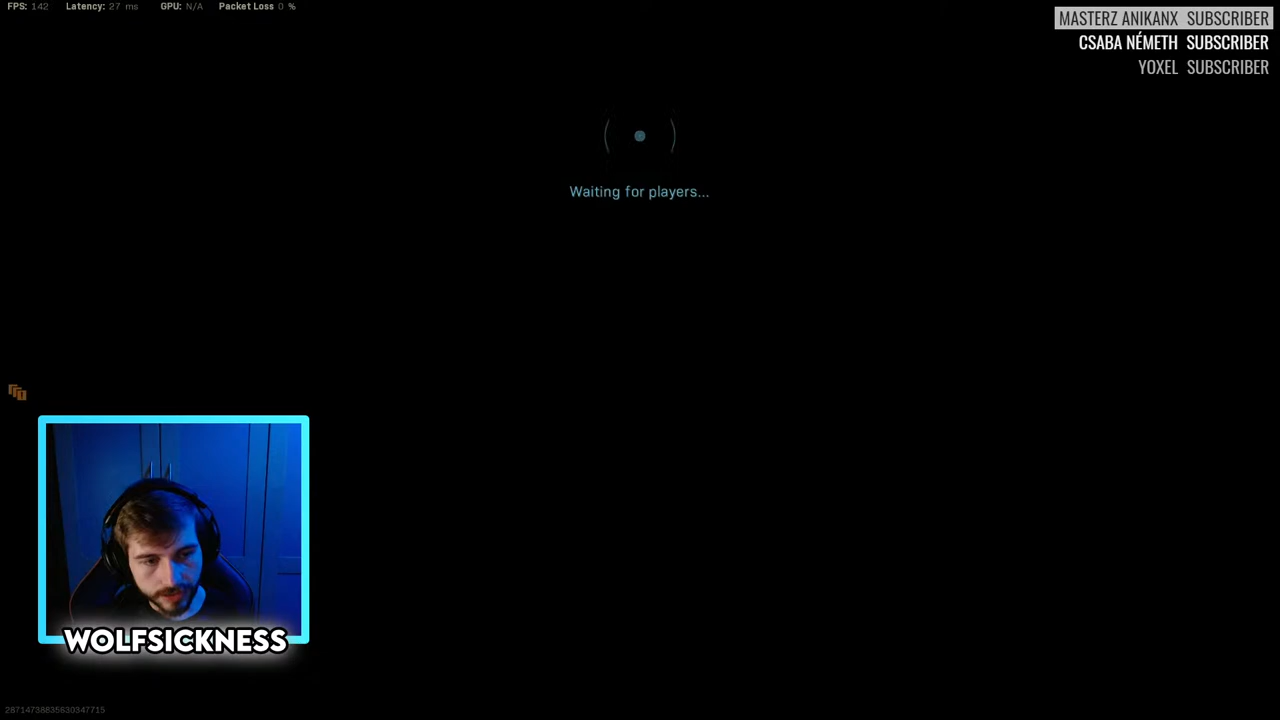 FPS: 142 Latency: 27 ms GPU: N/A Packet Loss 0 %
MASTERZ ANIKANX SUBSCRIBER
CSABA NÉMETH SUBSCRIBER
YOXEL SUBSCRIBER
Waiting for players...
WOLFSICKNESS
28714738835630347715